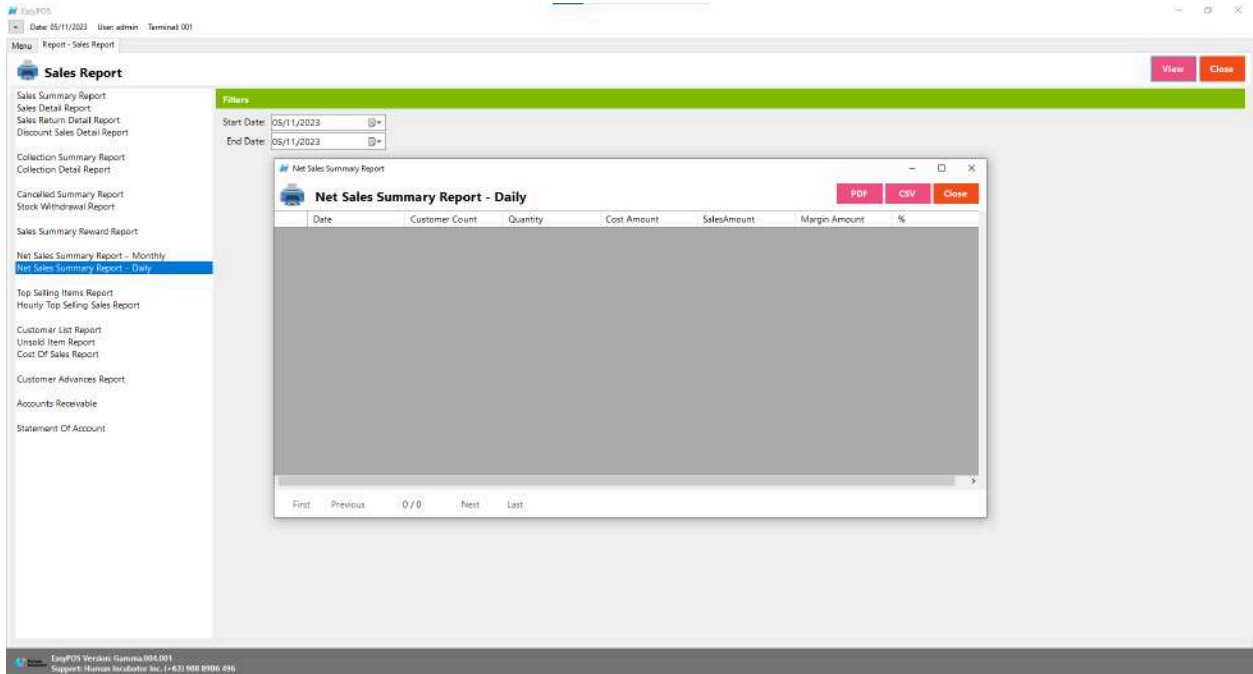 EasyPOS
Date: 05/11/2023 User: admin Terminal: 001
Menu Report - Sales Report
Sales Report
View Close
Sales Summary Report
Sales Detail Report
Sales Return Detail Report
Discount Sales Detail Report
Collection Summary Report
Collection Detail Report
Cancelled Summary Report
Stock Withdrawal Report
Sales Summary Reward Report
Net Sales Summary Report - Monthly
Net Sales Summary Report - Daily
Top Selling Items Report
Hourly Top Selling Sales Report
Customer List Report
Unsold Item Report
Cost Of Sales Report
Customer Advances Report
Accounts Receivable
Statement Of Account
Filters
Start Date: 05/11/2023
End Date: 05/11/2023
Net Sales Summary Report
Net Sales Summary Report - Daily
PDF CSV Close
Date Customer Count Quantity Cost Amount SalesAmount Margin Amount %
First Previous 0 / 0 Next Last
EasyPOS Version: Gamma.004.001
Support: Human Incubator Inc. (+63) 908 8906 496